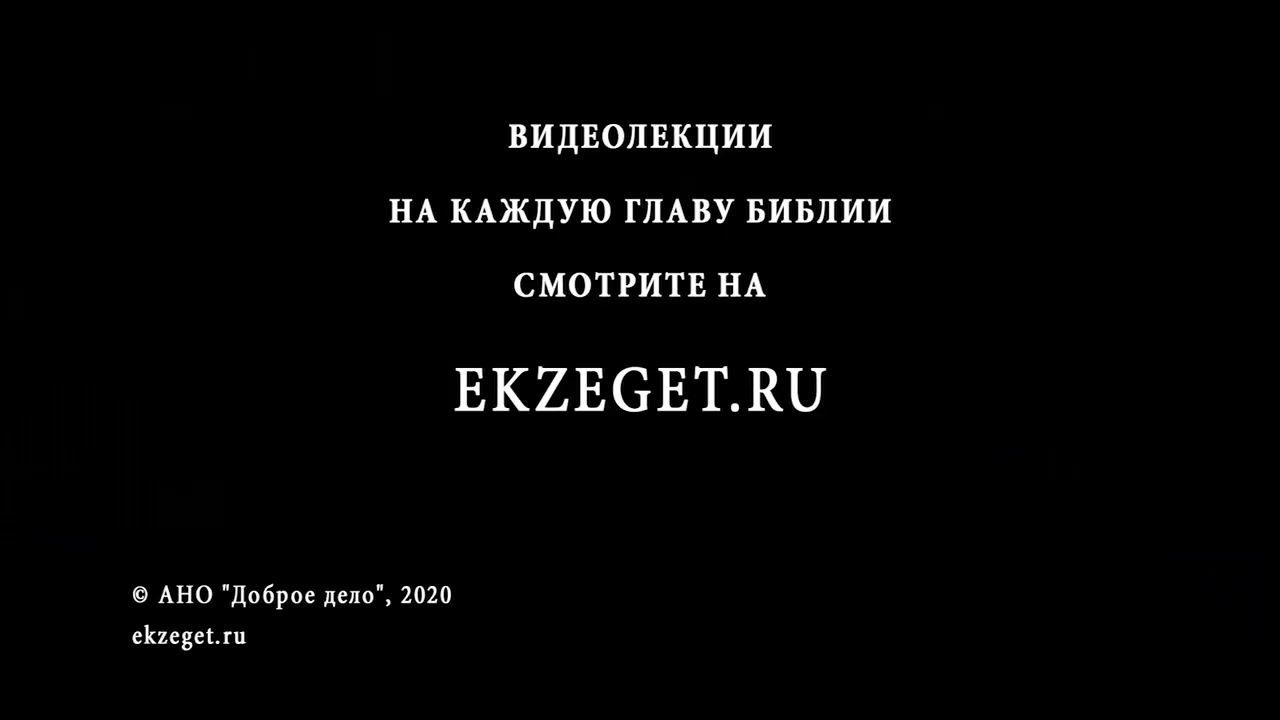 ВИДЕОЛЕКЦИИ
НА КАЖДУЮ ГЛАВУ БИБЛИИ
СМОТРИТЕ НА
EKZEGET.RU
© АНО "Доброе дело", 2020
ekzeget.ru